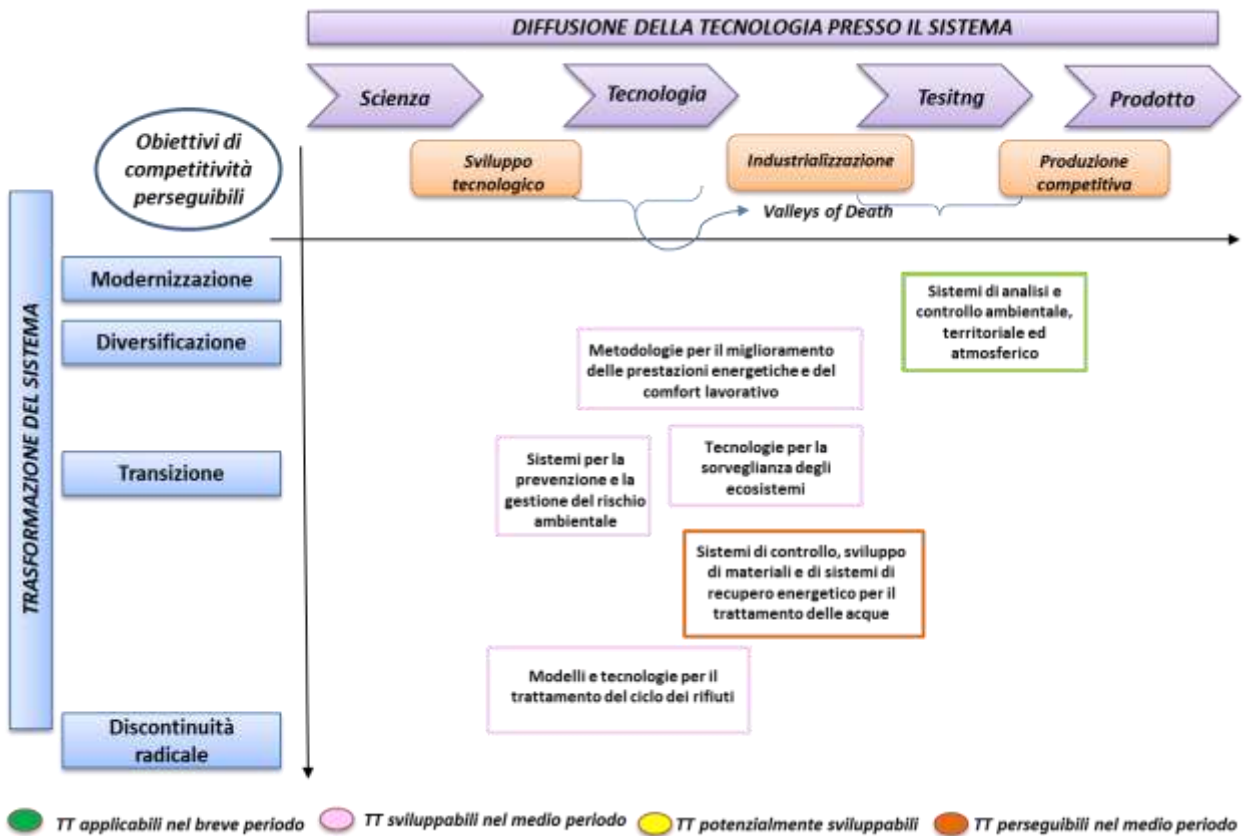 DIFFUSIONE DELLA TECNOLOGIA PRESSO IL SISTEMA
Scienza
Tecnologia
Tesitng
Prodotto
Obiettivi di
competitività
perseguibili
Sviluppo
tecnologico
Industrializzazione
Produzione
competitiva
Valleys of Death
TRASFORMAZIONE DEL SISTEMA
Modernizzazione
Diversificazione
Transizione
Discontinuità
radicale
Sistemi di analisi e
controllo ambientale,
territoriale ed
atmosferico
Metodologie per il miglioramento
delle prestazioni energetiche e del
comfort lavorativo
Sistemi per la
prevenzione e la
gestione del rischio
ambientale
Tecnologie per la
sorveglianza degli
ecosistemi
Sistemi di controllo, sviluppo
di materiali e di sistemi di
recupero energetico per il
trattamento delle acque
Modelli e tecnologie per il
trattamento del ciclo dei rifiuti
TT applicabili nel breve periodo
TT sviluppabili nel medio periodo
TT potenzialmente sviluppabili
TT perseguibili nel medio periodo